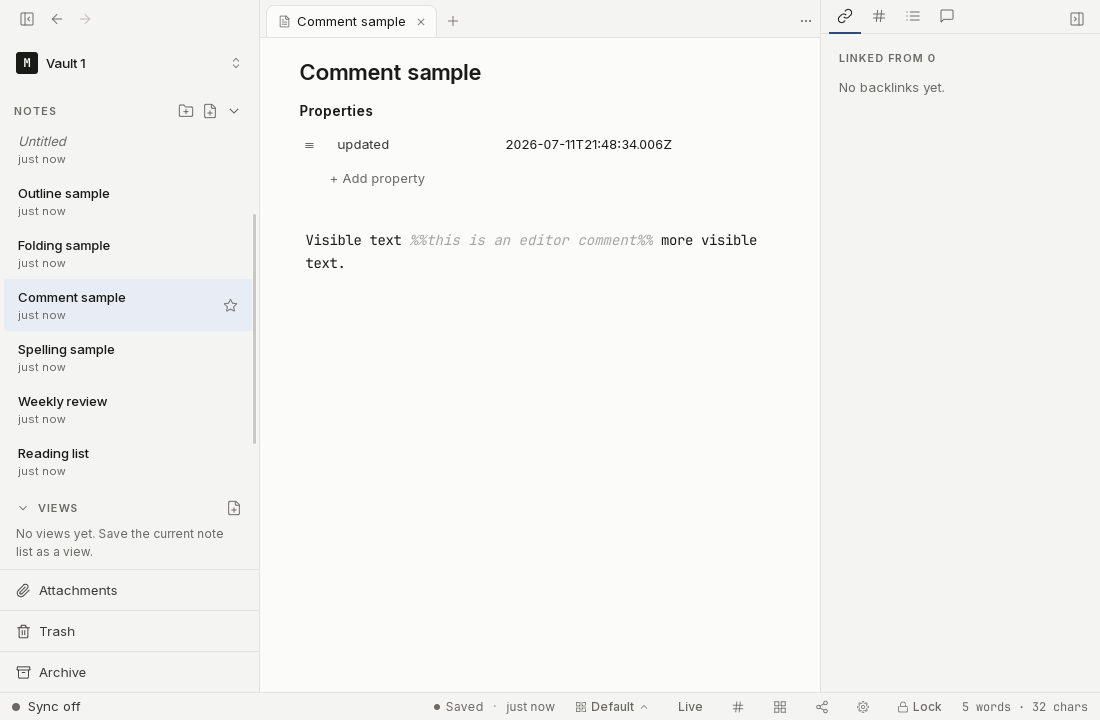 M Vault 1
NOTES
Untitled
just now
Outline sample
just now
Folding sample
just now
Comment sample
just now
Spelling sample
just now
Weekly review
just now
Reading list
just now
VIEWS
No views yet. Save the current note
list as a view.
Attachments
Trash
Archive
Sync off
Comment sample
Comment sample
Properties
updated 2026-07-11T21:48:34.006Z
+ Add property
Visible text %%this is an editor comment%% more visible
text.
LINKED FROM 0
No backlinks yet.
Saved · just now Default Live Lock 5 words · 32 chars